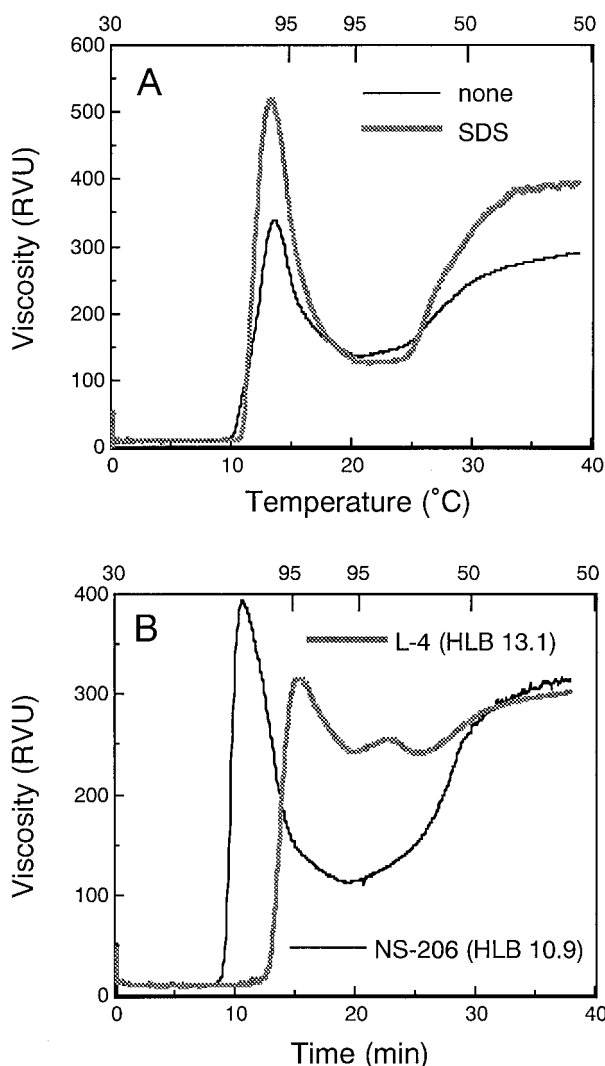 30 95 95 50 50
600
A
none
500
SDS
400
Viscosity (RVU)
300
200
100
0
0 10 20 30 40
Temperature (˚C)
30 95 95 50 50
400
B
L-4 (HLB 13.1)
300
Viscosity (RVU)
200
100
NS-206 (HLB 10.9)
0
0 10 20 30 40
Time (min)